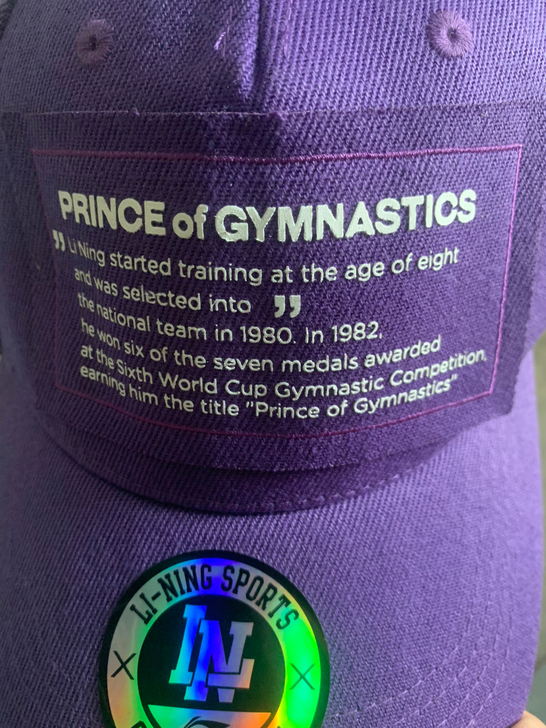 PRINCE of GYMNASTICS
" Li Ning started training at the age of eight
and was selected into "
the national team in 1980. In 1982,
he won six of the seven medals awarded
at the Sixth World Cup Gymnastic Competition,
earning him the title "Prince of Gymnastics"
LI-NING SPORTS
LN